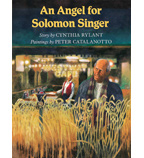 An Angel for
Solomon Singer
Story by CYNTHIA RYLANT
Paintings by PETER CATALANOTTO